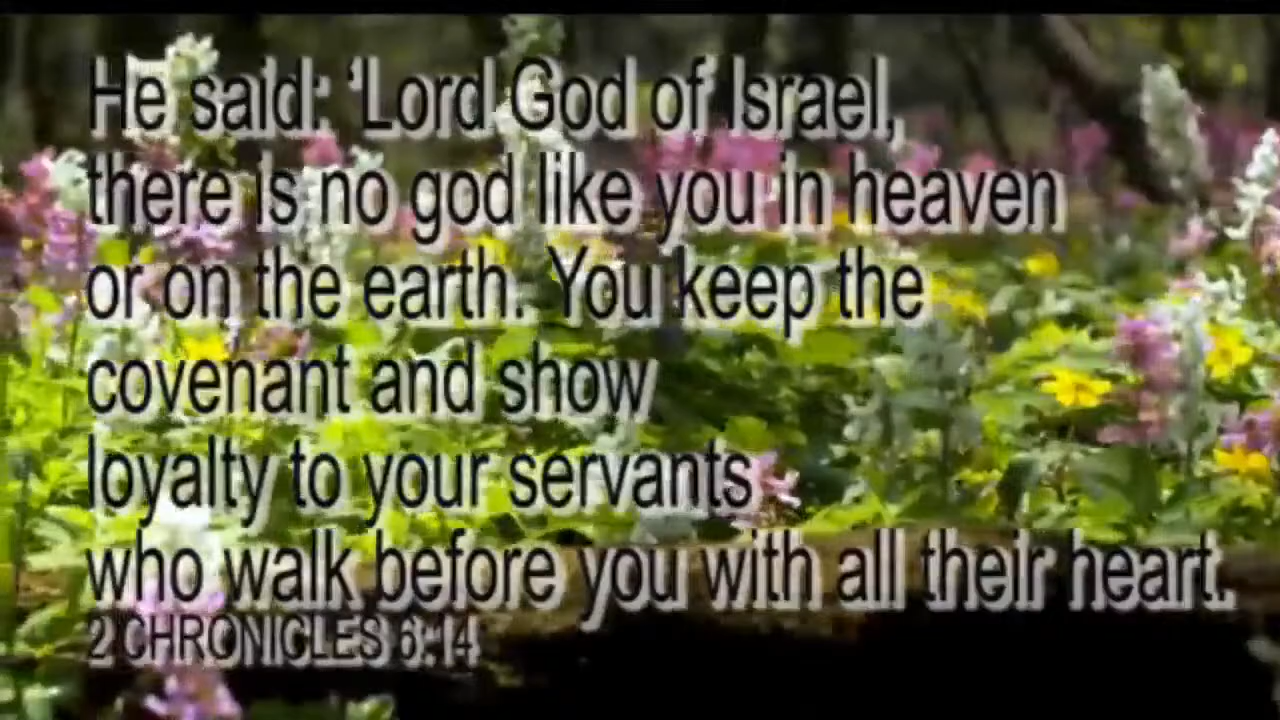 He said: ‘Lord God of Israel,
there is no god like you in heaven
or on the earth. You keep the
covenant and show
loyalty to your servants
who walk before you with all their heart.
2 CHRONICLES 6:14